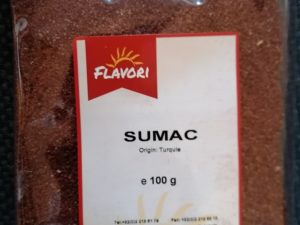 FLAVORI
SUMAC
Origin: Turquie
e 100 g